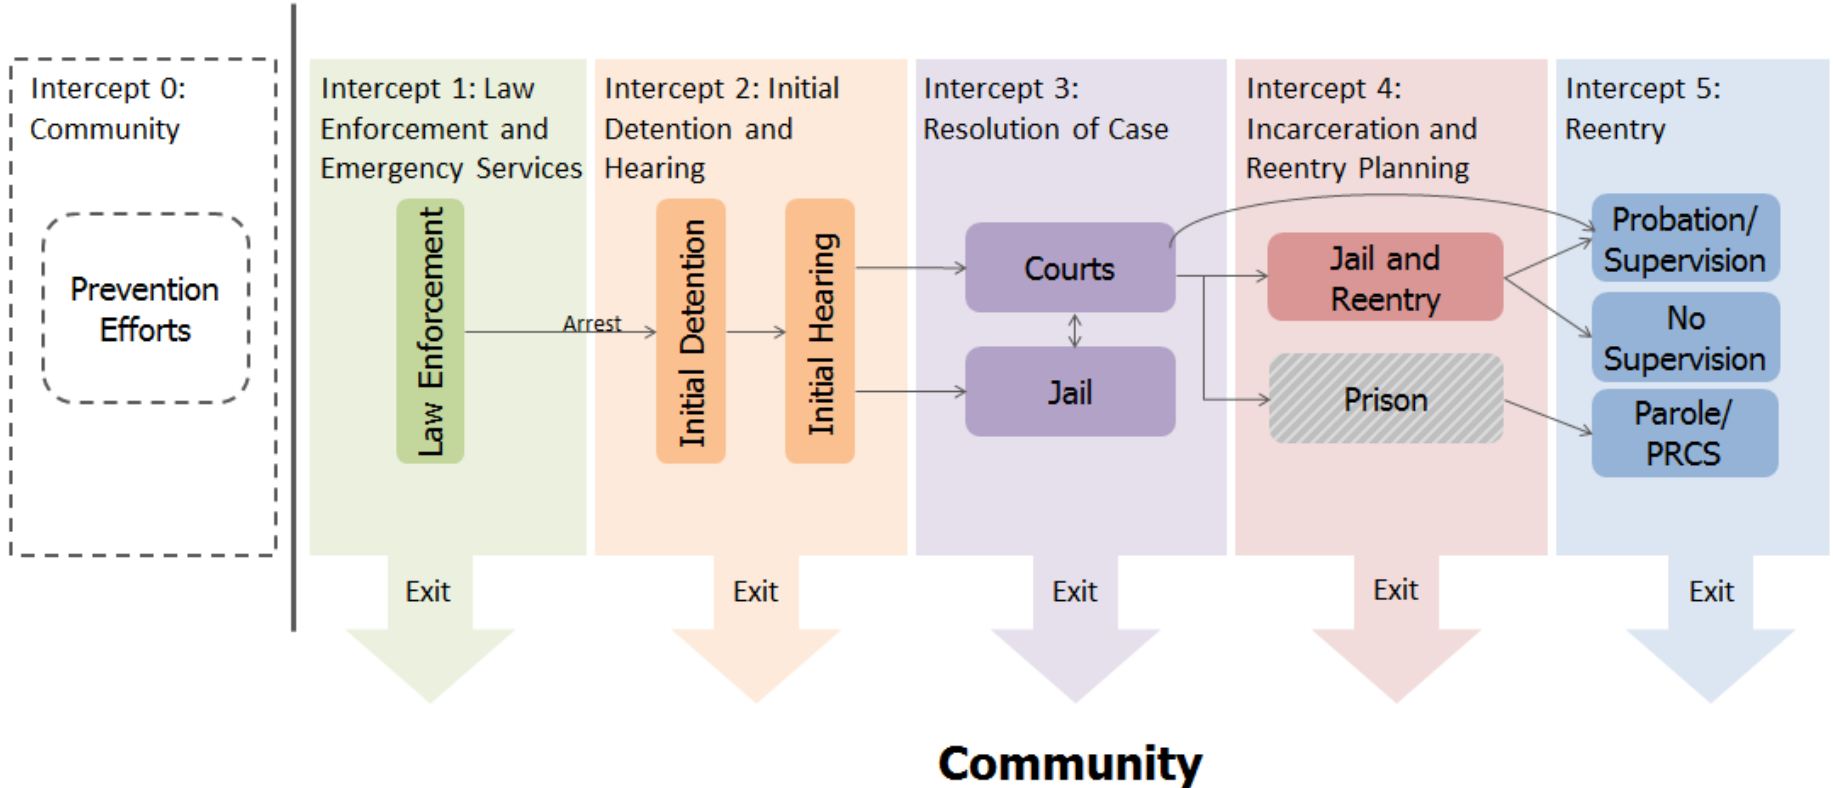 Intercept 0:
Community
Prevention
Efforts
Intercept 1: Law
Enforcement and
Emergency Services
Law Enforcement
Arrest
Intercept 2: Initial
Detention and
Hearing
Initial Detention
Initial Hearing
Intercept 3:
Resolution of Case
Courts
Jail
Intercept 4:
Incarceration and
Reentry Planning
Jail and
Reentry
Prison
Intercept 5:
Reentry
Probation/
Supervision
No
Supervision
Parole/
PRCS
Exit
Exit
Exit
Exit
Exit
Community